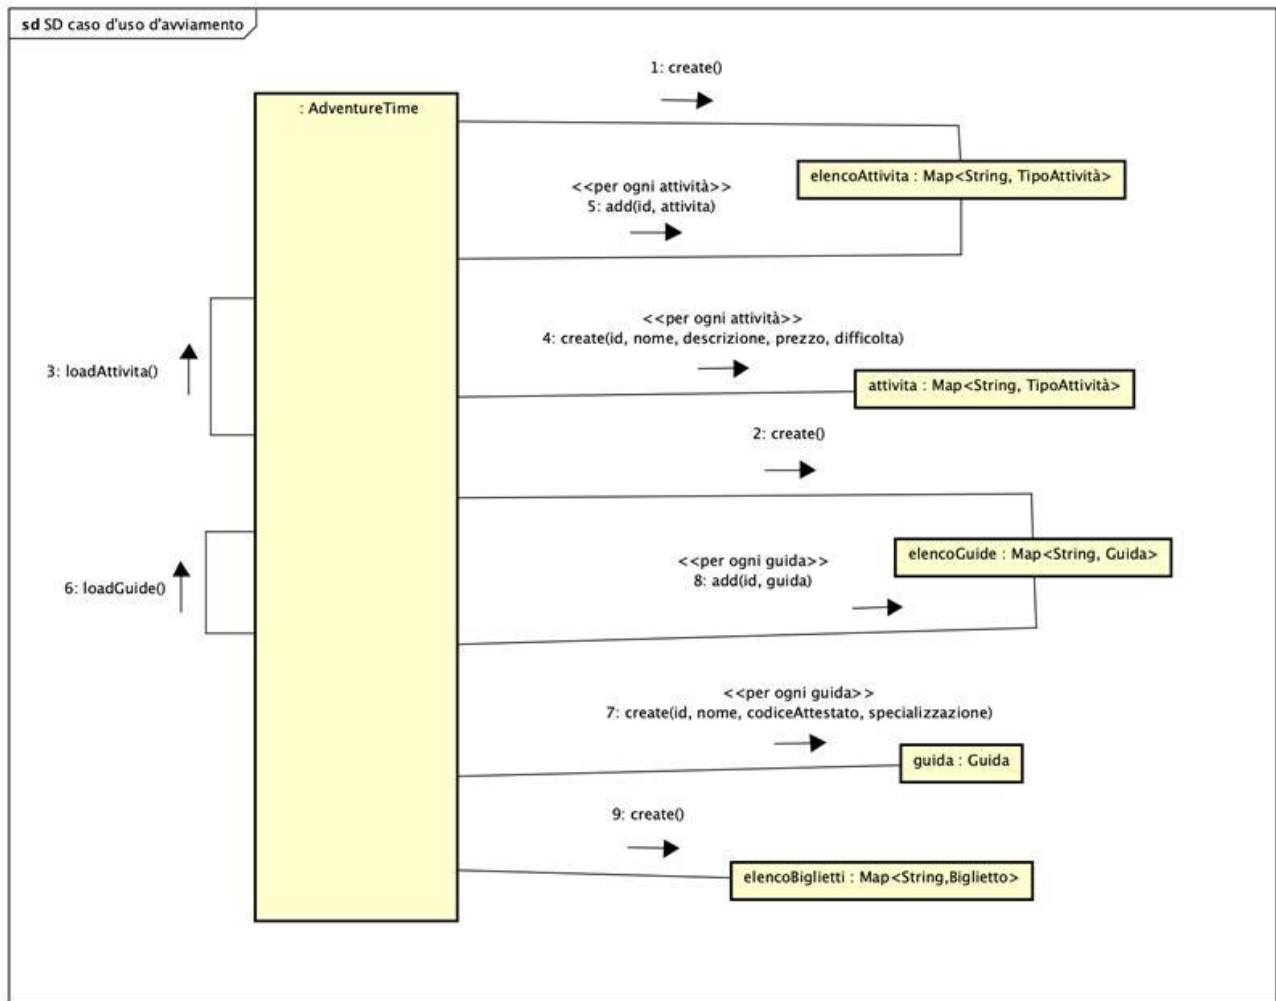 sd SD caso d'uso d'avviamento
1: create()
: AdventureTime
elencoAttivita : Map<String, TipoAttività>
<<per ogni attività>>
5: add(id, attivita)
<<per ogni attività>>
4: create(id, nome, descrizione, prezzo, difficolta)
3: loadAttivita()
attivita : Map<String, TipoAttività>
2: create()
elencoGuide : Map<String, Guida>
<<per ogni guida>>
8: add(id, guida)
6: loadGuide()
<<per ogni guida>>
7: create(id, nome, codiceAttestato, specializzazione)
guida : Guida
9: create()
elencoBiglietti : Map<String,Biglietto>